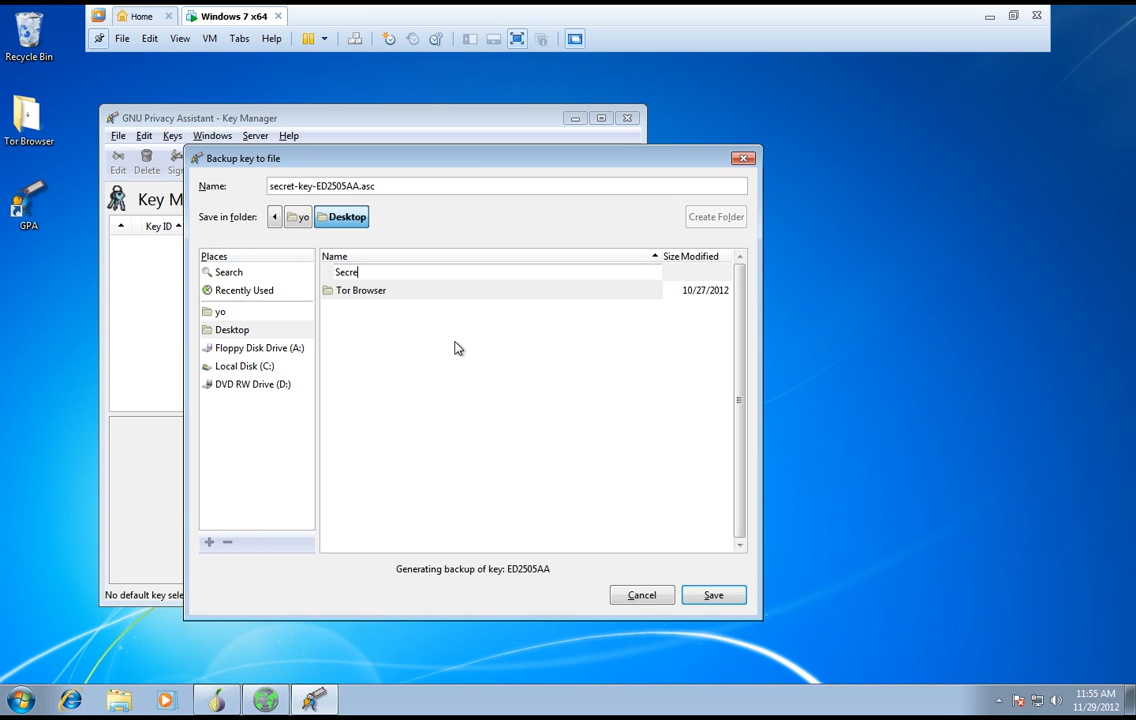 Home
Windows 7 x64
File Edit View VM Tabs Help
Recycle Bin
Tor Browser
GPA
GNU Privacy Assistant - Key Manager
File Edit Keys Windows Server Help
Edit Delete Sign
Key M
Key ID
No default key sele
Backup key to file
Name: secret-key-ED2505AA.asc
Save in folder: yo Desktop Create Folder
Places
Search
Recently Used
yo
Desktop
Floppy Disk Drive (A:)
Local Disk (C:)
DVD RW Drive (D:)
Name Size Modified
Secre
Tor Browser 10/27/2012
Generating backup of key: ED2505AA
Cancel Save
11:55 AM
11/29/2012